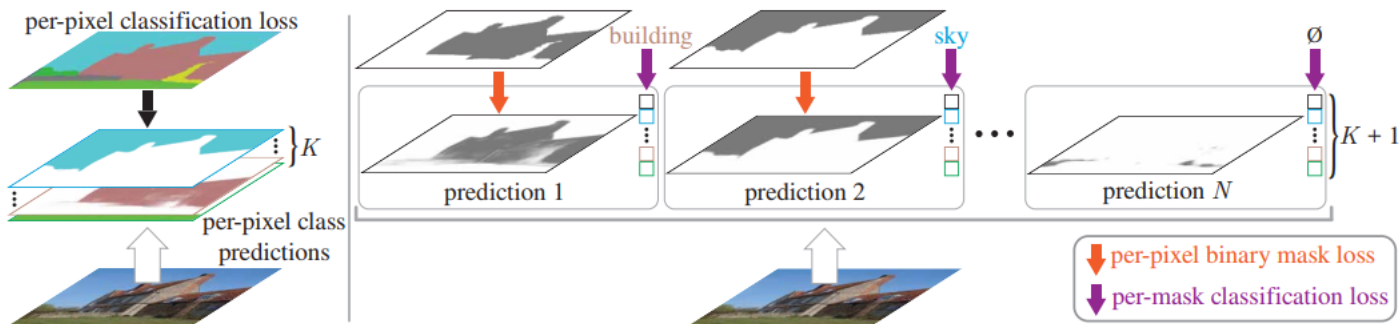 per-pixel classification loss
K
per-pixel class
predictions
building
sky
Ø
prediction 1
prediction 2
prediction N
K + 1
per-pixel binary mask loss
per-mask classification loss